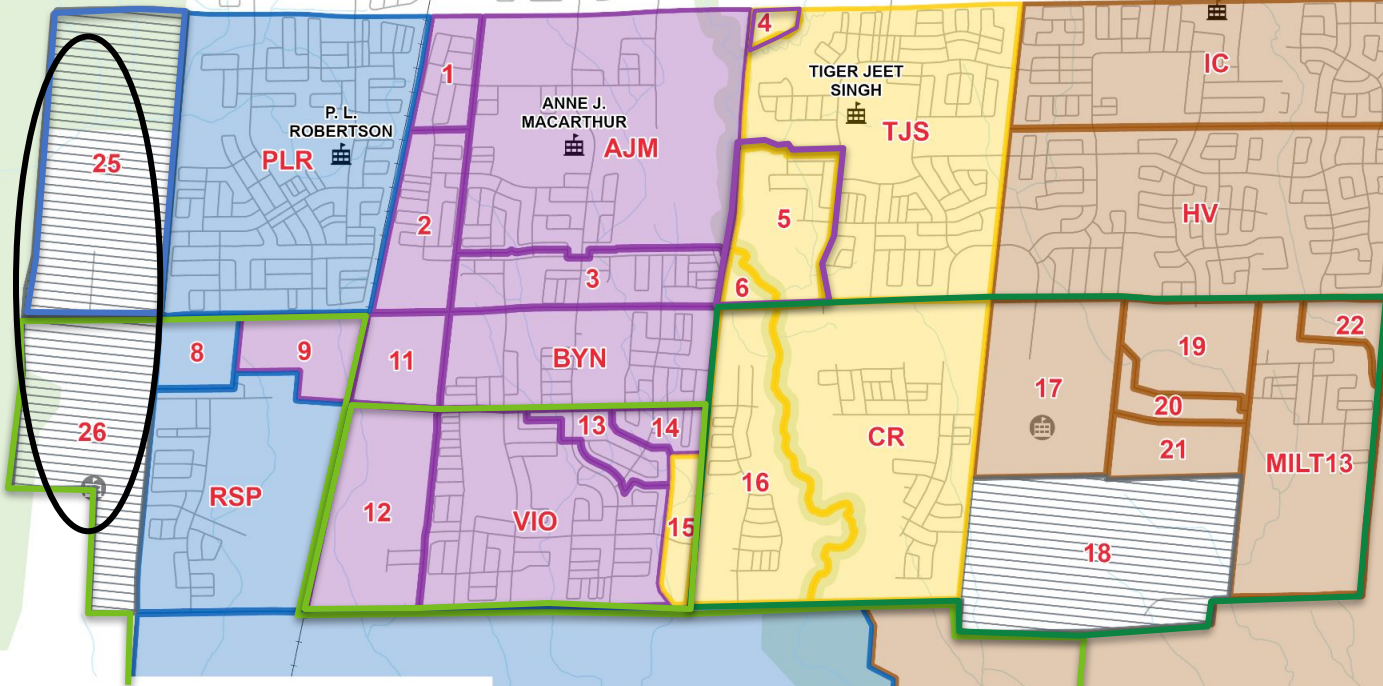 4
IC
1
TIGER JEET
SINGH
ANNE J.
MACARTHUR
P. L.
ROBERTSON
TJS
AJM
PLR
25
HV
5
2
3
6
22
19
8
9
11
BYN
17
20
13
14
26
CR
21
MILT13
16
RSP
12
VIO
15
18